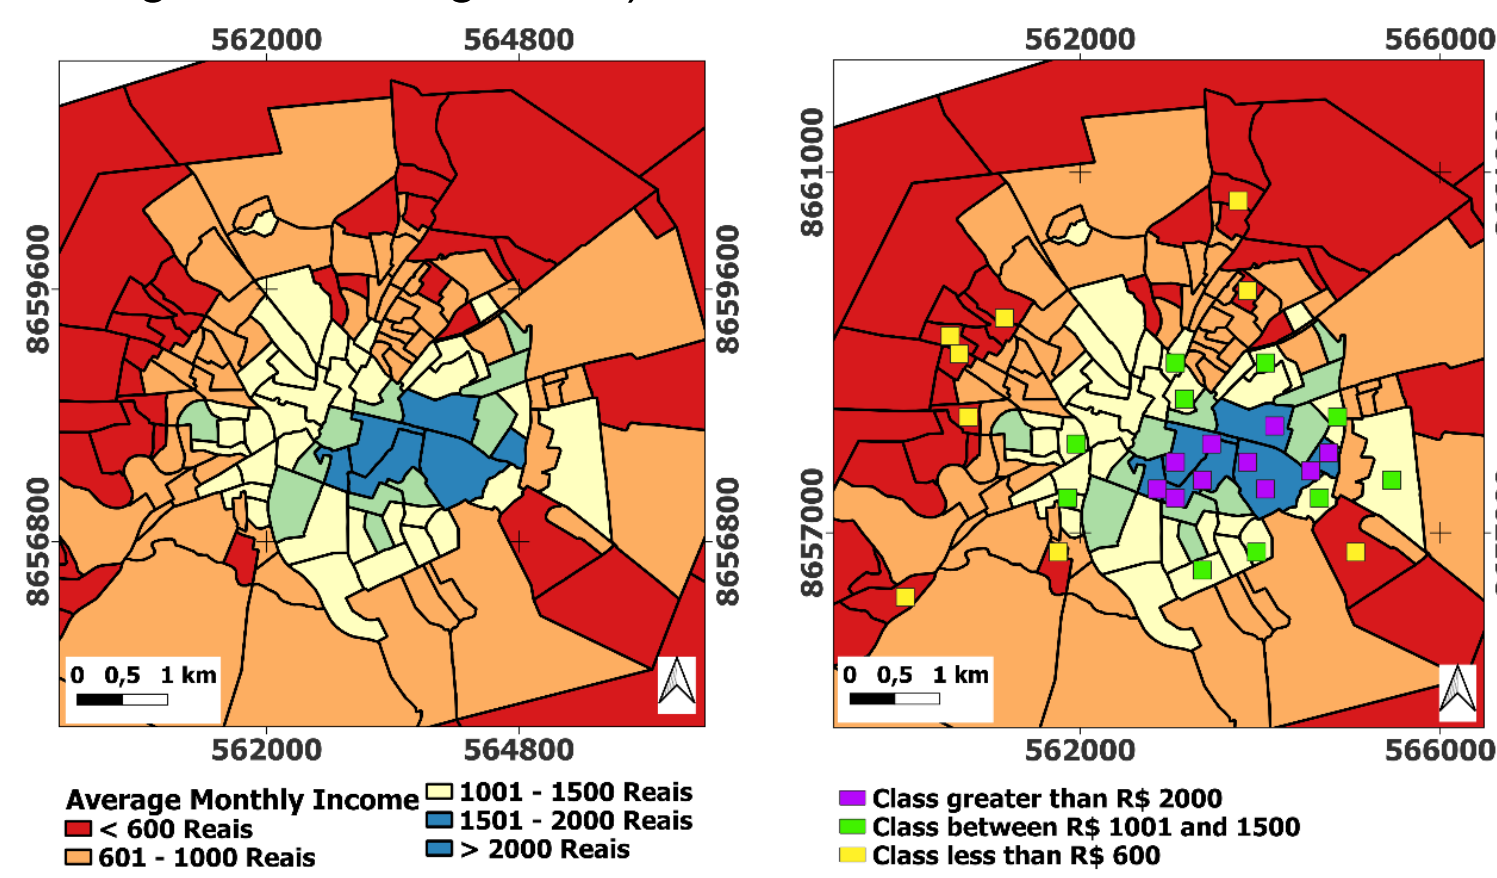 562000 564800 562000 566000
8659600 8659600 8661000
8656800 8656800 8657000
0 0,5 1 km
0 0,5 1 km
562000 564800 562000 566000
Average Monthly Income
< 600 Reais
601 - 1000 Reais
1001 - 1500 Reais
1501 - 2000 Reais
> 2000 Reais
Class greater than R$ 2000
Class between R$ 1001 and 1500
Class less than R$ 600